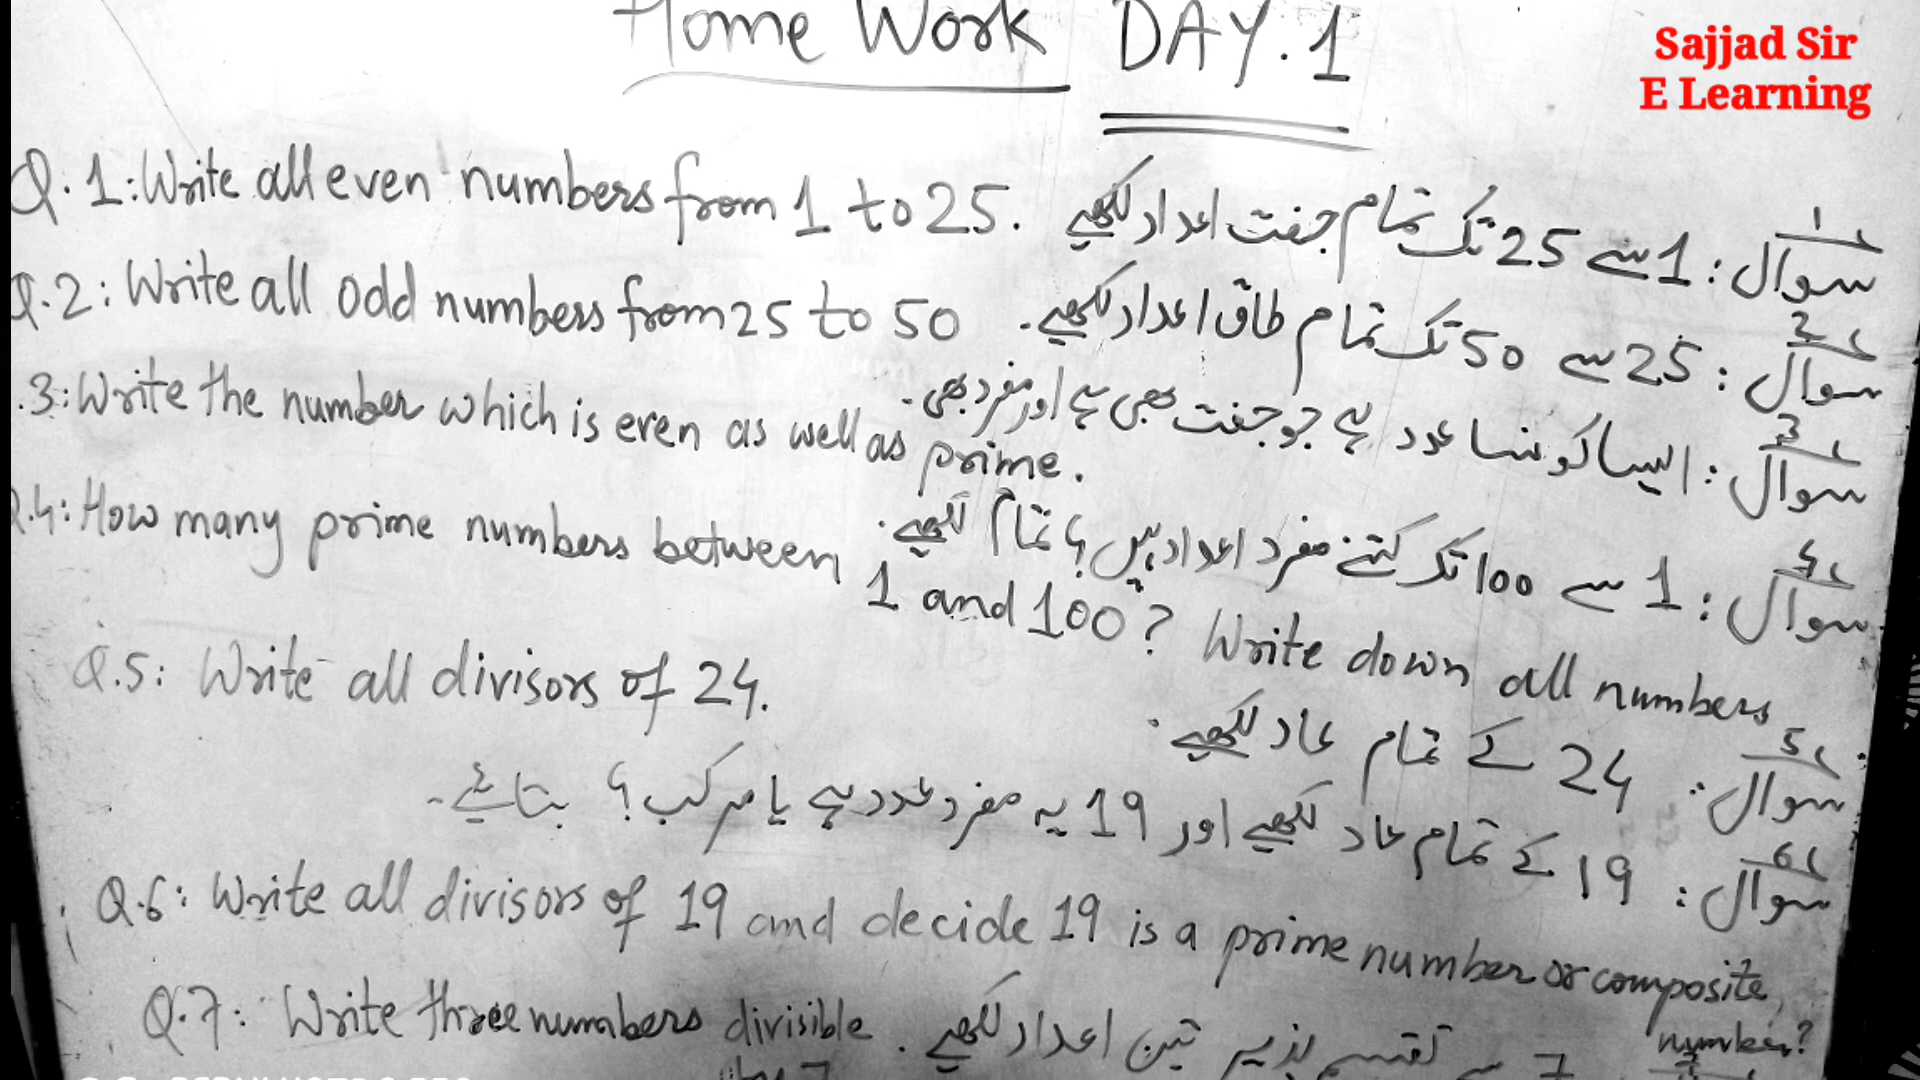 Home Work DAY.1
Sajjad Sir
E Learning
Q.1:Write all even numbers from 1 to 25.
سوال 1: 1 سے 25 تک تمام جفت اعداد لکھیے
Q.2: Write all odd numbers from 25 to 50
سوال 2: 25 سے 50 تک تمام طاق اعداد لکھیے.
.3:Write the number which is even as well as prime.
سوال 3: ایسا کونسا عدد ہے جو جفت بھی ہے اور مفرد بھی.
Q.4: How many prime numbers between 1 and 100? Write down all numbers
سوال 4: 1 سے 100 تک کتنے مفرد اعداد ہیں؟ تمام لکھیے.
Q.5: Write all divisors of 24.
سوال 5: 24 کے تمام عاد لکھیے.
سوال 6: 19 کے تمام عاد لکھیے اور 19 یہ مفرد عدد ہے یا مرکب؟ بتائیے.
Q.6: Write all divisors of 19 and decide 19 is a prime number or composite number?
Q.7: Write three numbers divisible
7 سے تقسیم پذیر تین اعداد لکھیے.